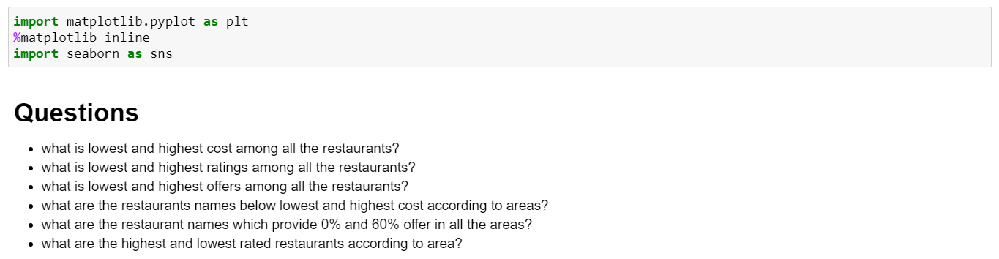 import matplotlib.pyplot as plt
%matplotlib inline
import seaborn as sns
Questions
• what is lowest and highest cost among all the restaurants?
• what is lowest and highest ratings among all the restaurants?
• what is lowest and highest offers among all the restaurants?
• what are the restaurants names below lowest and highest cost according to areas?
• what are the restaurant names which provide 0% and 60% offer in all the areas?
• what are the highest and lowest rated restaurants according to area?